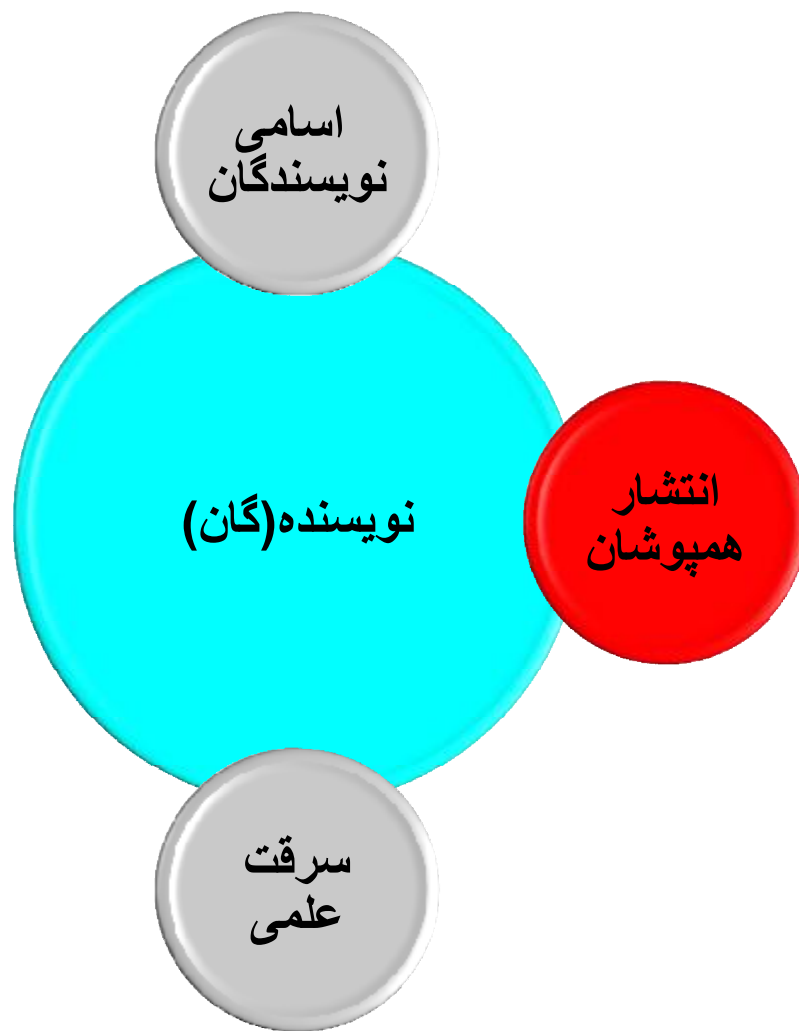 اسامی
نویسندگان
نویسنده(گان)
انتشار
همپوشان
سرقت
علمی